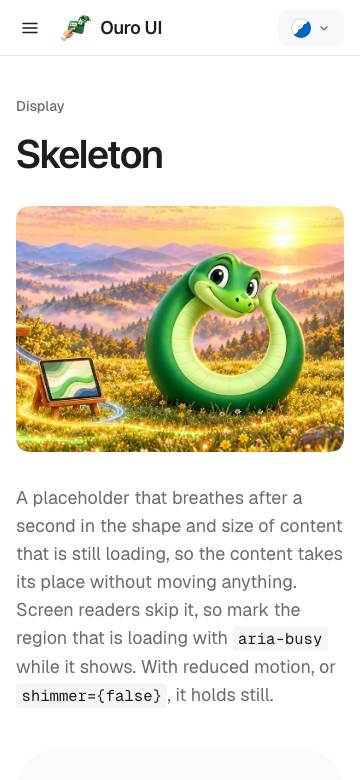 Ouro UI
Display
Skeleton
A placeholder that breathes after a
second in the shape and size of content
that is still loading, so the content takes
its place without moving anything.
Screen readers skip it, so mark the
region that is loading with aria-busy
while it shows. With reduced motion, or
shimmer={false}, it holds still.